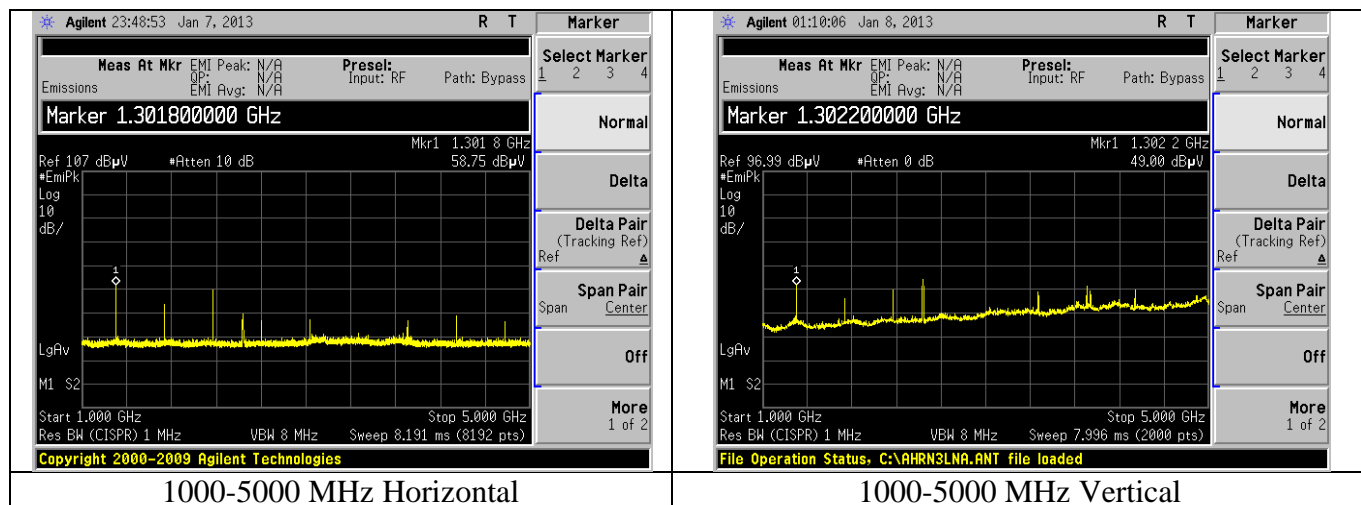 Agilent 23:48:53 Jan 7, 2013 R T
Marker
Meas At Mkr EMI Peak: N/A Presel:
QP: N/A Input: RF Path: Bypass
Emissions EMI Avg: N/A
Marker 1.301800000 GHz
Mkr1 1.301 8 GHz
Ref 107 dBµV #Atten 10 dB 58.75 dBµV
#EmiPk
Log
10
dB/
1
LgAv
M1 S2
Start 1.000 GHz Stop 5.000 GHz
Res BW (CISPR) 1 MHz VBW 8 MHz Sweep 8.191 ms (8192 pts)
Copyright 2000-2009 Agilent Technologies
Select Marker
1 2 3 4
Normal
Delta
Delta Pair
(Tracking Ref)
Ref Δ
Span Pair
Span Center
Off
More
1 of 2
1000-5000 MHz Horizontal
Agilent 01:10:06 Jan 8, 2013 R T
Marker
Meas At Mkr EMI Peak: N/A Presel:
QP: N/A Input: RF Path: Bypass
Emissions EMI Avg: N/A
Marker 1.302200000 GHz
Mkr1 1.302 2 GHz
Ref 96.99 dBµV #Atten 0 dB 49.00 dBµV
#EmiPk
Log
10
dB/
1
LgAv
M1 S2
Start 1.000 GHz Stop 5.000 GHz
Res BW (CISPR) 1 MHz VBW 8 MHz Sweep 7.996 ms (2000 pts)
File Operation Status, C:\AHRN3LNA.ANT file loaded
Select Marker
1 2 3 4
Normal
Delta
Delta Pair
(Tracking Ref)
Ref Δ
Span Pair
Span Center
Off
More
1 of 2
1000-5000 MHz Vertical